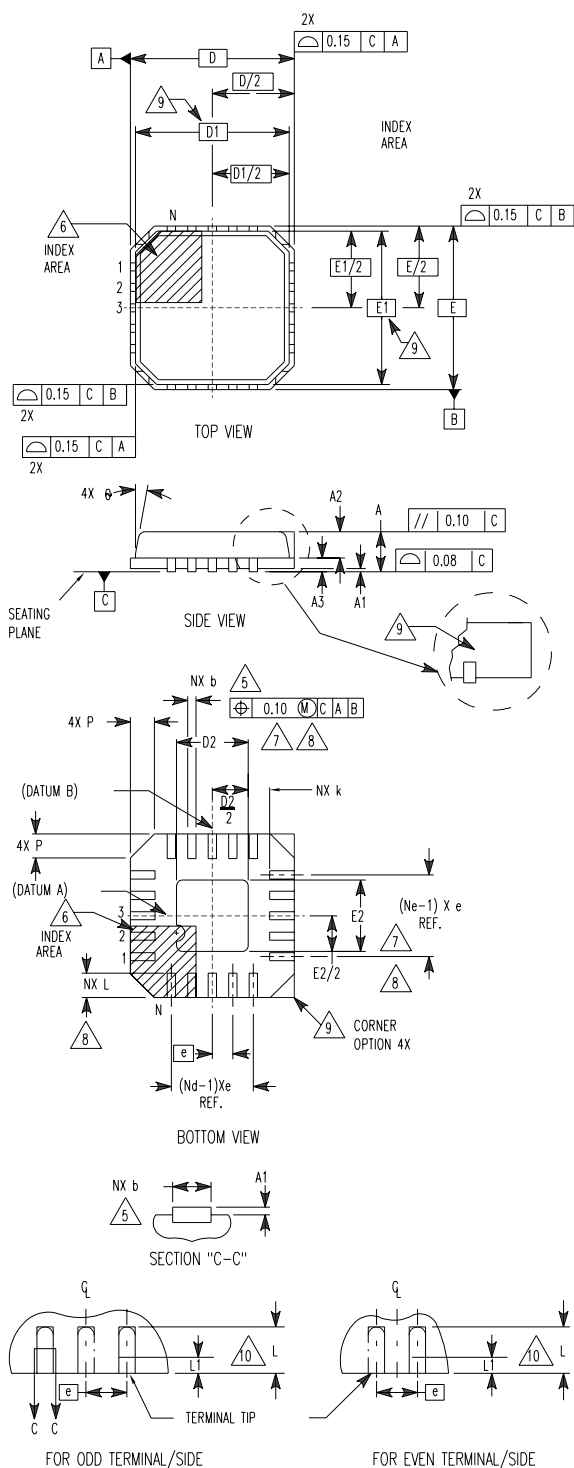 2X
0.15 C A
A
D
D/2
9
D1
INDEX
AREA
D1/2
2X
0.15 C B
N
6
INDEX
AREA
1
2
3
E1/2
E/2
E1
E
9
0.15 C B
2X
B
0.15 C A
2X
TOP VIEW
4X θ
A2
A
// 0.10 C
0.08 C
A3
A1
C
SEATING
PLANE
SIDE VIEW
9
NX b
5
0.10 M C A B
4X P
D2
7
8
(DATUM B)
D2
2
NX k
4X P
(DATUM A)
6
INDEX
AREA
3
2
1
E2
(Ne-1) X e
REF.
7
E2/2
NX L
8
8
N
9
CORNER
OPTION 4X
e
(Nd-1)Xe
REF.
BOTTOM VIEW
NX b
A1
5
SECTION "C-C"
CL
CL
L1
10
L
L1
10
L
e
e
C C
TERMINAL TIP
FOR ODD TERMINAL/SIDE
FOR EVEN TERMINAL/SIDE